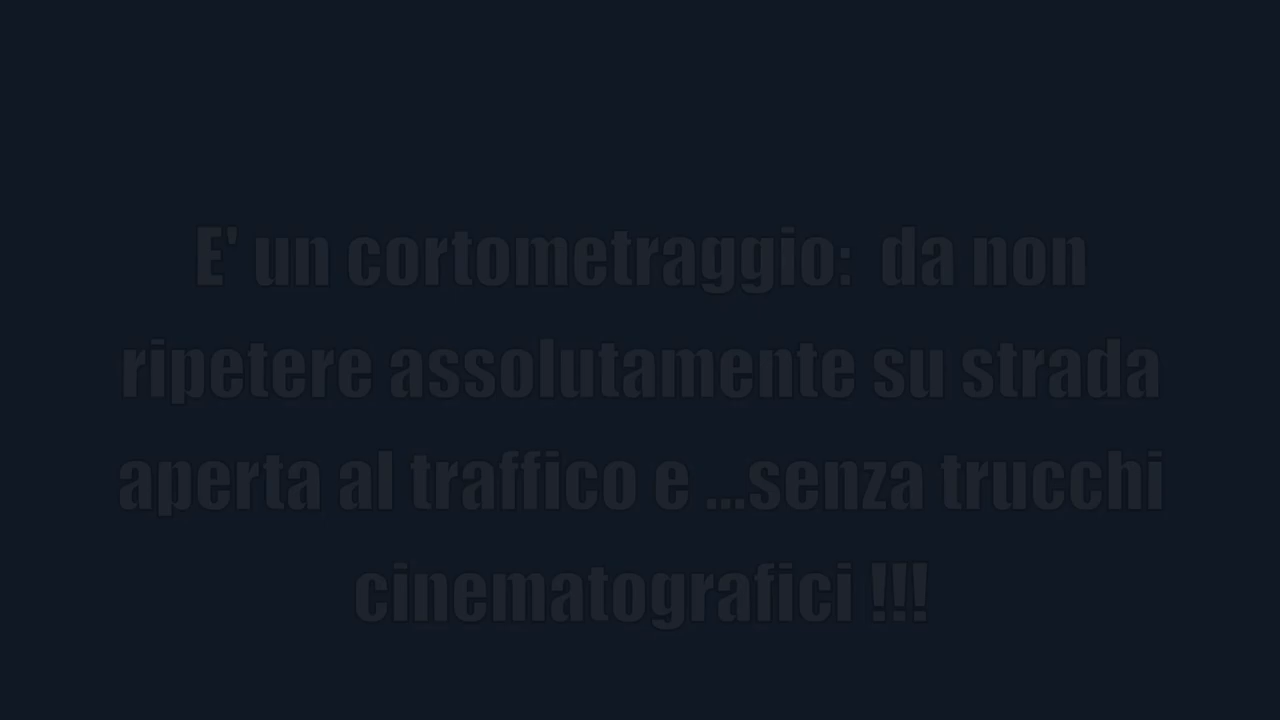 E' un cortometraggio:  da non
ripetere assolutamente su strada
aperta al traffico e ...senza trucchi
cinematografici !!!